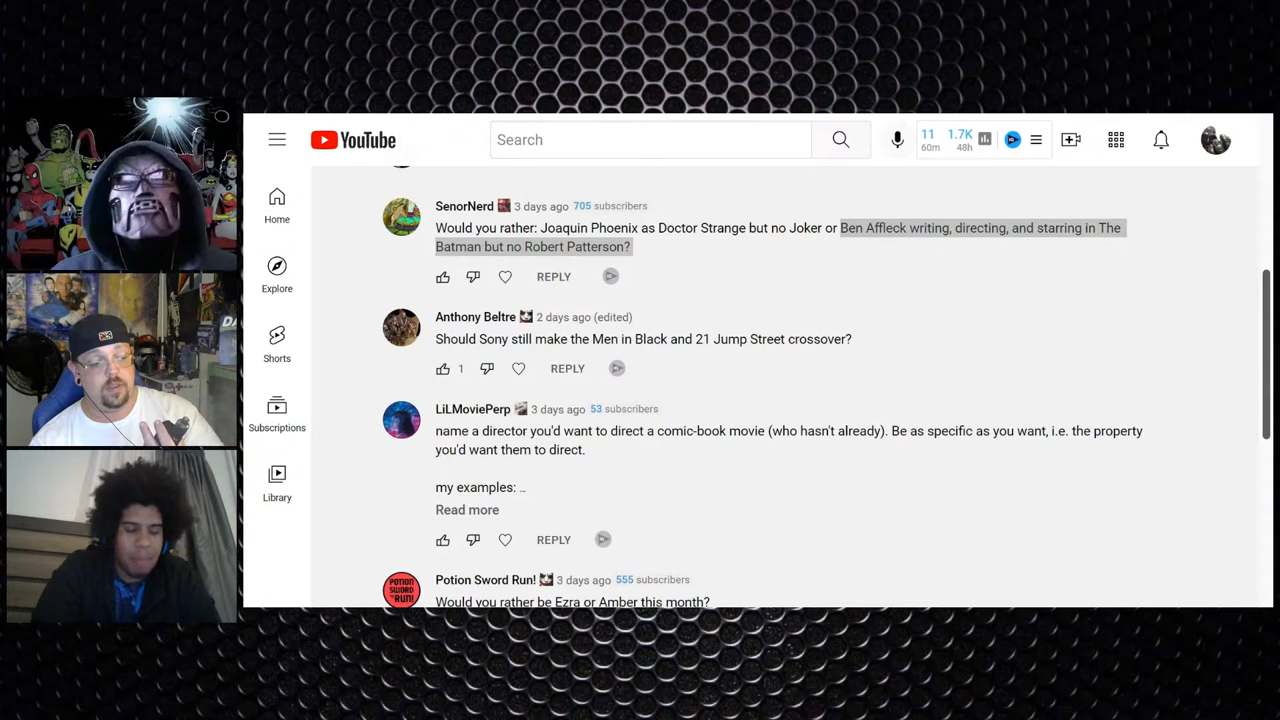 YouTube
Search
11 1.7K
60m 48h
Home
Explore
Shorts
Subscriptions
Library
SenorNerd 3 days ago 705 subscribers
Would you rather: Joaquin Phoenix as Doctor Strange but no Joker or Ben Affleck writing, directing, and starring in The
Batman but no Robert Patterson?
REPLY
Anthony Beltre 2 days ago (edited)
Should Sony still make the Men in Black and 21 Jump Street crossover?
1 REPLY
LiLMoviePerp 3 days ago 53 subscribers
name a director you'd want to direct a comic-book movie (who hasn't already). Be as specific as you want, i.e. the property
you'd want them to direct.
my examples: …
Read more
REPLY
POTION
SWORD
RUN!
Potion Sword Run! 3 days ago 555 subscribers
Would you rather be Ezra or Amber this month?